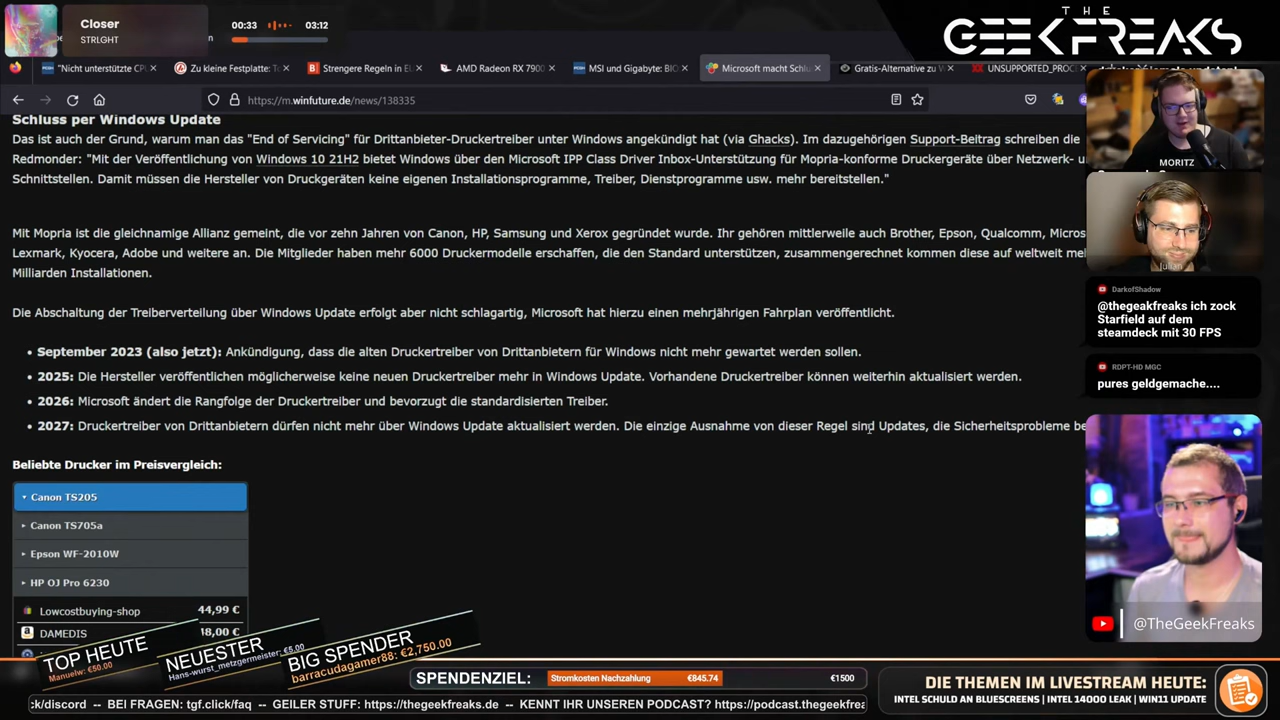 Closer
STRLGHT
00:33
03:12
THE
GEEKFREAKS
"Nicht unterstützte CPU
Zu kleine Festplatte: Tu
Strengere Regeln in EU
AMD Radeon RX 7900
MSI und Gigabyte: BIO
Microsoft macht Schlu
Gratis-Alternative zu W
UNSUPPORTED_PROCE
https://m.winfuture.de/news/138335
Schluss per Windows Update
Das ist auch der Grund, warum man das "End of Servicing" für Drittanbieter-Druckertreiber unter Windows angekündigt hat (via Ghacks). Im dazugehörigen Support-Beitrag schreiben die
Redmonder: "Mit der Veröffentlichung von Windows 10 21H2 bietet Windows über den Microsoft IPP Class Driver Inbox-Unterstützung für Mopria-konforme Druckergeräte über Netzwerk- u
Schnittstellen. Damit müssen die Hersteller von Druckgeräten keine eigenen Installationsprogramme, Treiber, Dienstprogramme usw. mehr bereitstellen."
Mit Mopria ist die gleichnamige Allianz gemeint, die vor zehn Jahren von Canon, HP, Samsung und Xerox gegründet wurde. Ihr gehören mittlerweile auch Brother, Epson, Qualcomm, Micros
Lexmark, Kyocera, Adobe und weitere an. Die Mitglieder haben mehr 6000 Druckermodelle erschaffen, die den Standard unterstützen, zusammengerechnet kommen diese auf weltweit meh
Milliarden Installationen.
Die Abschaltung der Treiberverteilung über Windows Update erfolgt aber nicht schlagartig, Microsoft hat hierzu einen mehrjährigen Fahrplan veröffentlicht.
• September 2023 (also jetzt): Ankündigung, dass die alten Druckertreiber von Drittanbietern für Windows nicht mehr gewartet werden sollen.
• 2025: Die Hersteller veröffentlichen möglicherweise keine neuen Druckertreiber mehr in Windows Update. Vorhandene Druckertreiber können weiterhin aktualisiert werden.
• 2026: Microsoft ändert die Rangfolge der Druckertreiber und bevorzugt die standardisierten Treiber.
• 2027: Druckertreiber von Drittanbietern dürfen nicht mehr über Windows Update aktualisiert werden. Die einzige Ausnahme von dieser Regel sind Updates, die Sicherheitsprobleme be
Beliebte Drucker im Preisvergleich:
Canon TS205
Canon TS705a
Epson WF-2010W
HP OJ Pro 6230
Lowcostbuying-shop 44,99 €
DAMEDIS 18,00 €
MORITZ
Julian
DarkofShadow
@thegeakfreaks ich zock
Starfield auf dem
steamdeck mit 30 FPS
RDPT-HD MGC
pures geldgemache....
@TheGeekFreaks
TOP HEUTE
Manuelw: €50.00
NEUESTER
Hans-wurst_metzgermeister: €5.00
BIG SPENDER
barracudagamer88: €2,750.00
SPENDENZIEL:
Stromkosten Nachzahlung €845.74
€1500
DIE THEMEN IM LIVESTREAM HEUTE:
INTEL SCHULD AN BLUESCREENS | INTEL 14000 LEAK | WIN11 UPDATE
ck/discord -- BEI FRAGEN: tgf.click/faq -- GEILER STUFF: https://thegeekfreaks.de -- KENNT IHR UNSEREN PODCAST? https://podcast.thegeekfrea